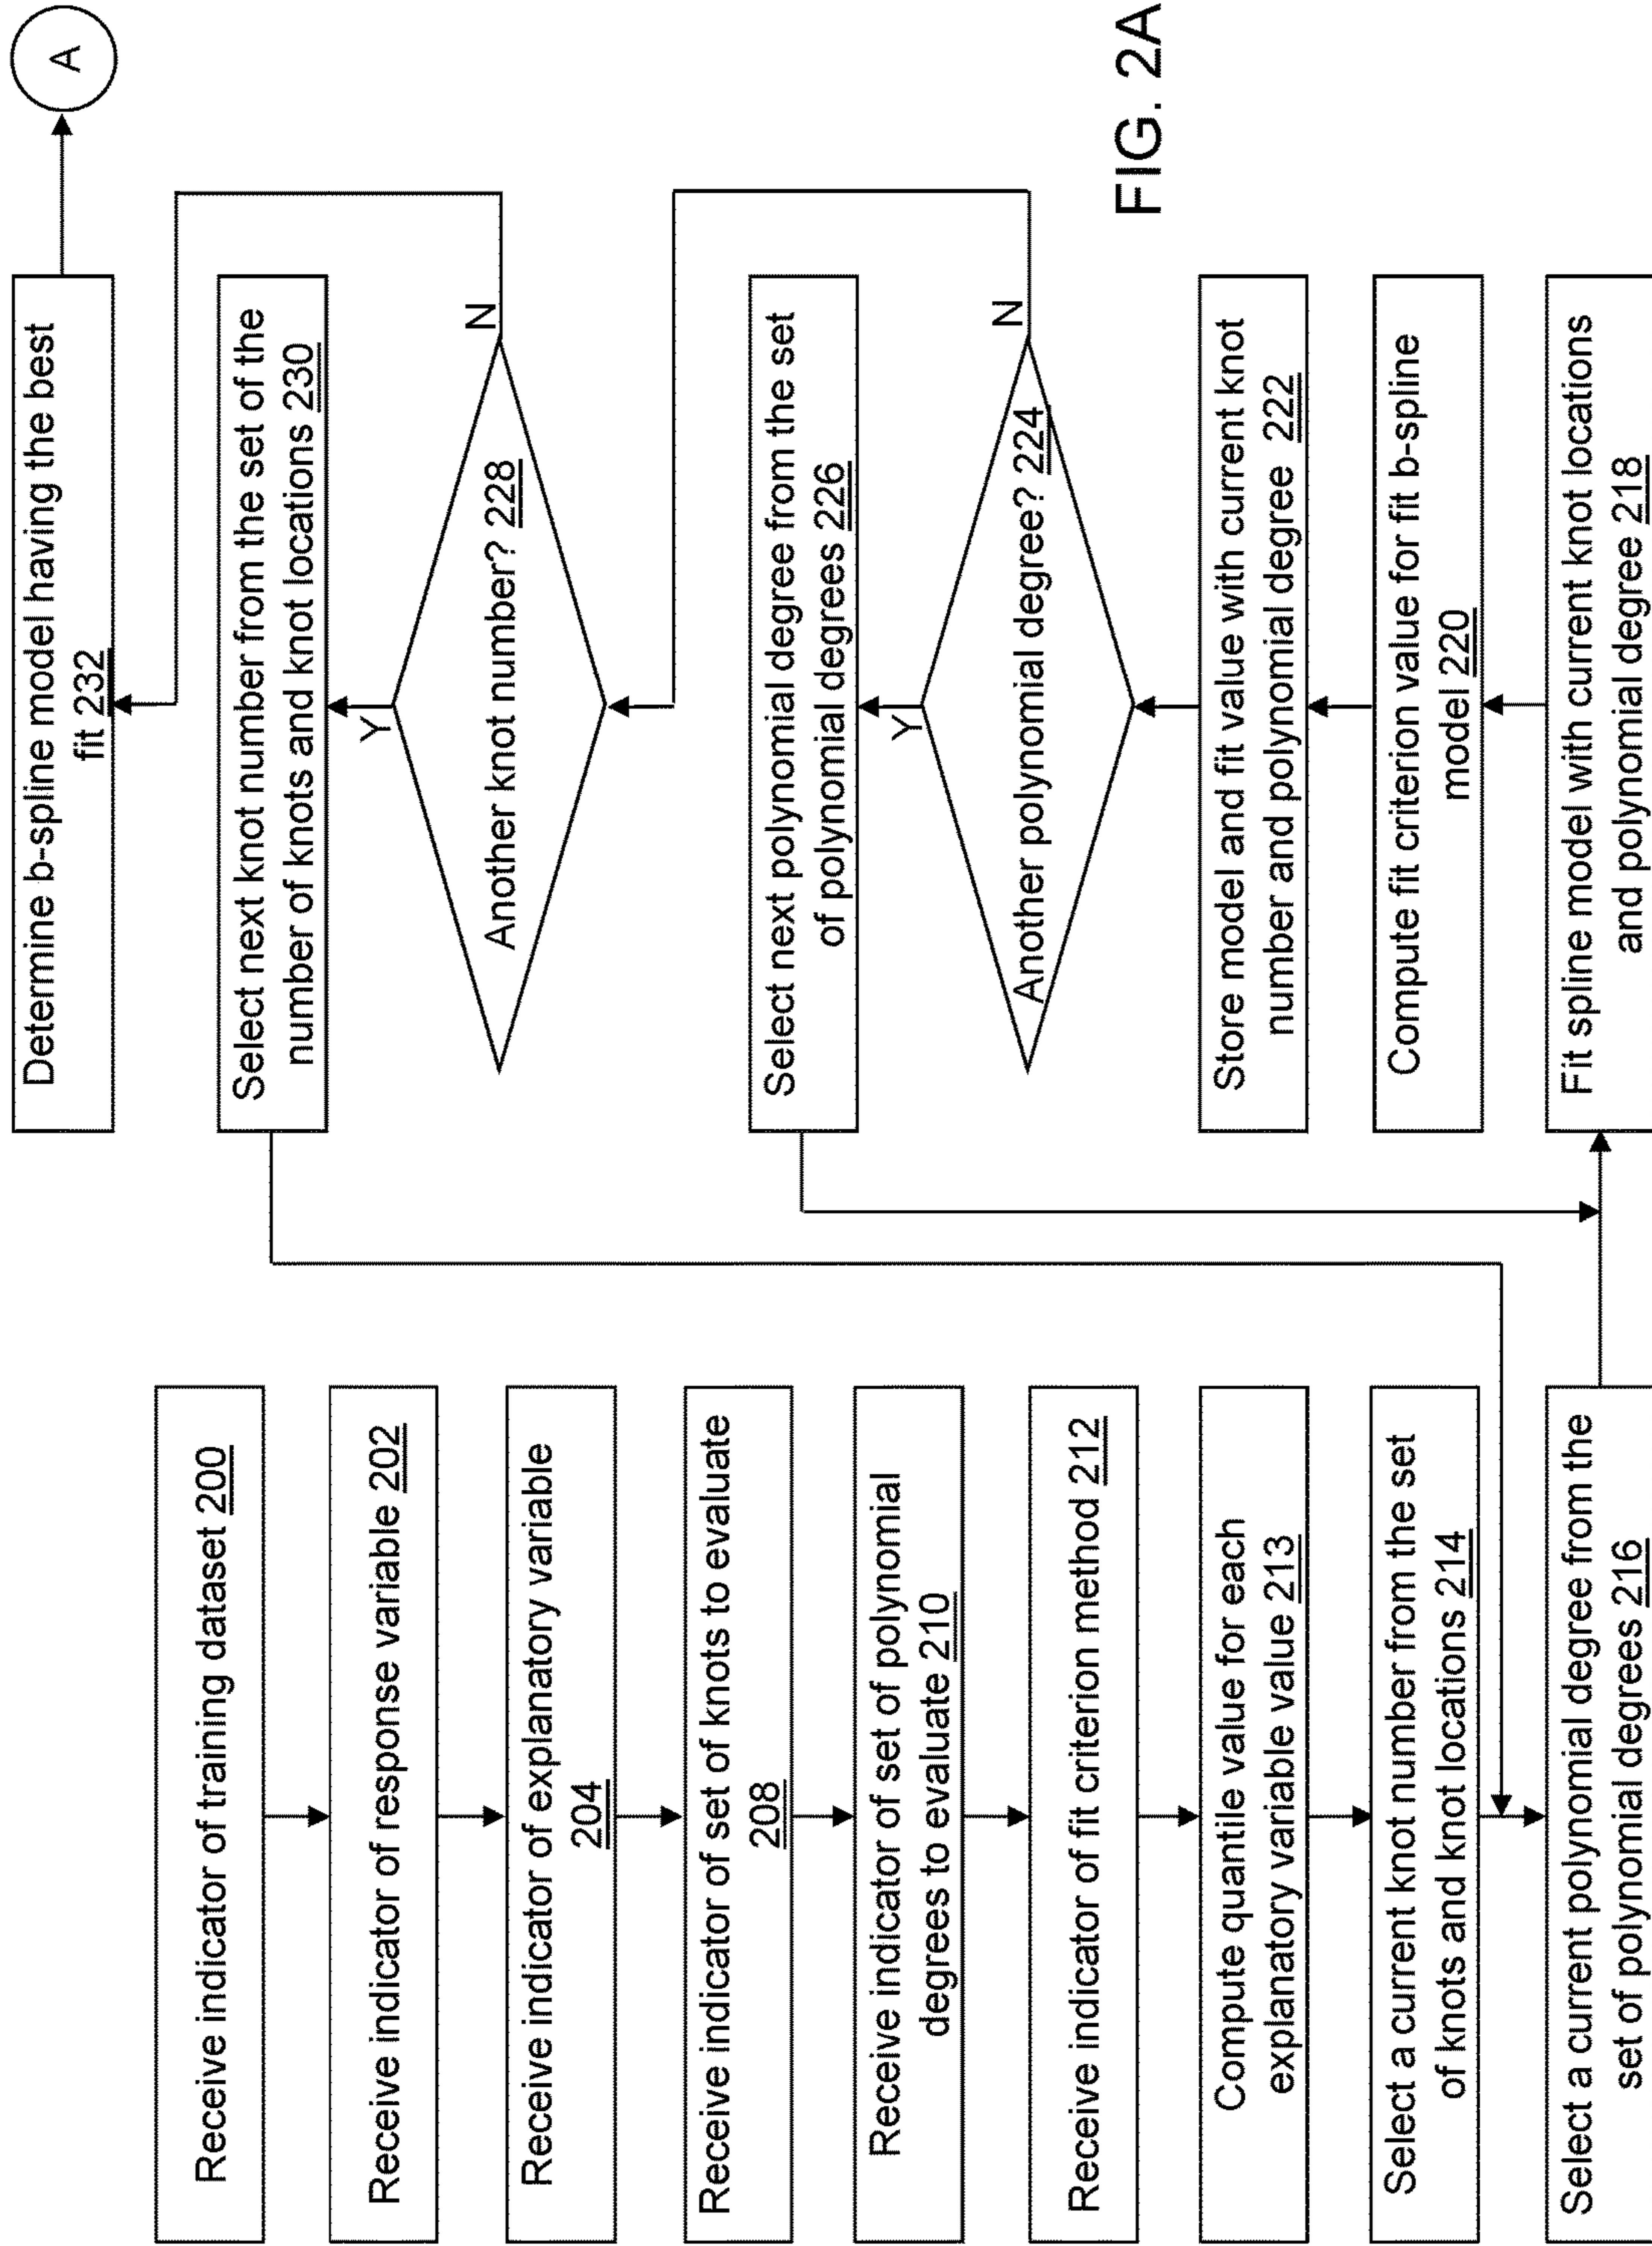 Receive indicator of training dataset 200
Receive indicator of response variable 202
Receive indicator of explanatory variable
204
Receive indicator of set of knots to evaluate
208
Receive indicator of set of polynomial
degrees to evaluate 210
Receive indicator of fit criterion method 212
Compute quantile value for each
explanatory variable value 213
Select a current knot number from the set
of knots and knot locations 214
Select a current polynomial degree from the
set of polynomial degrees 216
Determine b-spline model having the best
fit 232
A
Select next knot number from the set of the
number of knots and knot locations 230
Y
Another knot number? 228
N
Select next polynomial degree from the set
of polynomial degrees 226
Y
Another polynomial degree? 224
N
Store model and fit value with current knot
number and polynomial degree 222
Compute fit criterion value for fit b-spline
model 220
Fit spline model with current knot locations
and polynomial degree 218
FIG. 2A